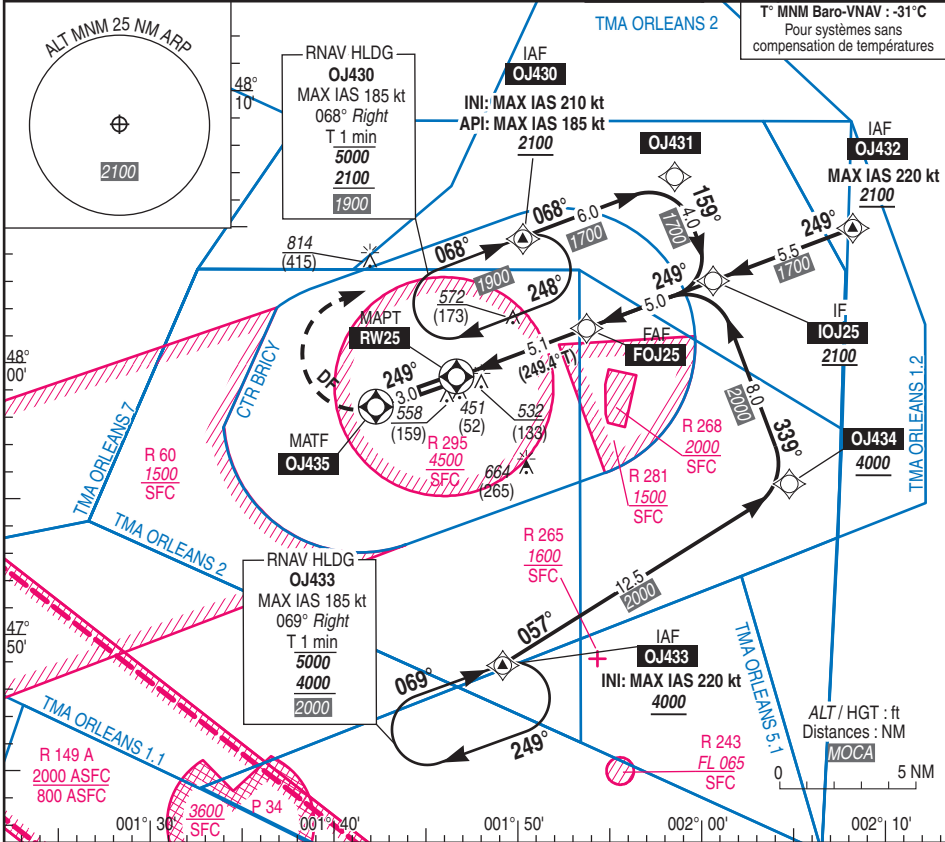 ALT MNM 25 NM ARP
2100
48°
10'
RNAV HLDG
OJ430
MAX IAS 185 kt
068° Right
T 1 min
5000
2100
1900
IAF
OJ430
INI: MAX IAS 210 kt
API: MAX IAS 185 kt
2100
TMA ORLEANS 2
T° MNM Baro-VNAV : -31°C
Pour systèmes sans
compensation de températures
OJ431
IAF
OJ432
MAX IAS 220 kt
2100
068°
6.0
1700
159°
4.0
1700
249°
5.5
1700
814
(415)
068°
1900
248°
572
(173)
249°
5.0
IF
IOJ25
2100
MAPT
RW25
FAF
FOJ25
5.1
(249.4° T)
48°
00'
CTR BRICY
DF
249°
3.0
558
(159)
451
(52)
532
(133)
MATF
OJ435
R 295
4500
SFC
664
(265)
R 268
2000
SFC
R 281
1500
SFC
8.0
2000
339°
OJ434
4000
TMA ORLEANS 1.2
TMA ORLEANS 7
R 60
1500
SFC
TMA ORLEANS 2
R 265
1600
SFC
RNAV HLDG
OJ433
MAX IAS 185 kt
069° Right
T 1 min
5000
4000
2000
12.5
2000
057°
47°
50'
069°
249°
IAF
OJ433
INI: MAX IAS 220 kt
4000
TMA ORLEANS 5.1
TMA ORLEANS 1.1
R 149 A
2000 ASFC
800 ASFC
3600
SFC
P 34
R 243
FL 065
SFC
ALT / HGT : ft
Distances : NM
MOCA
0 5 NM
001° 30' 001° 40' 001° 50' 002° 00' 002° 10'